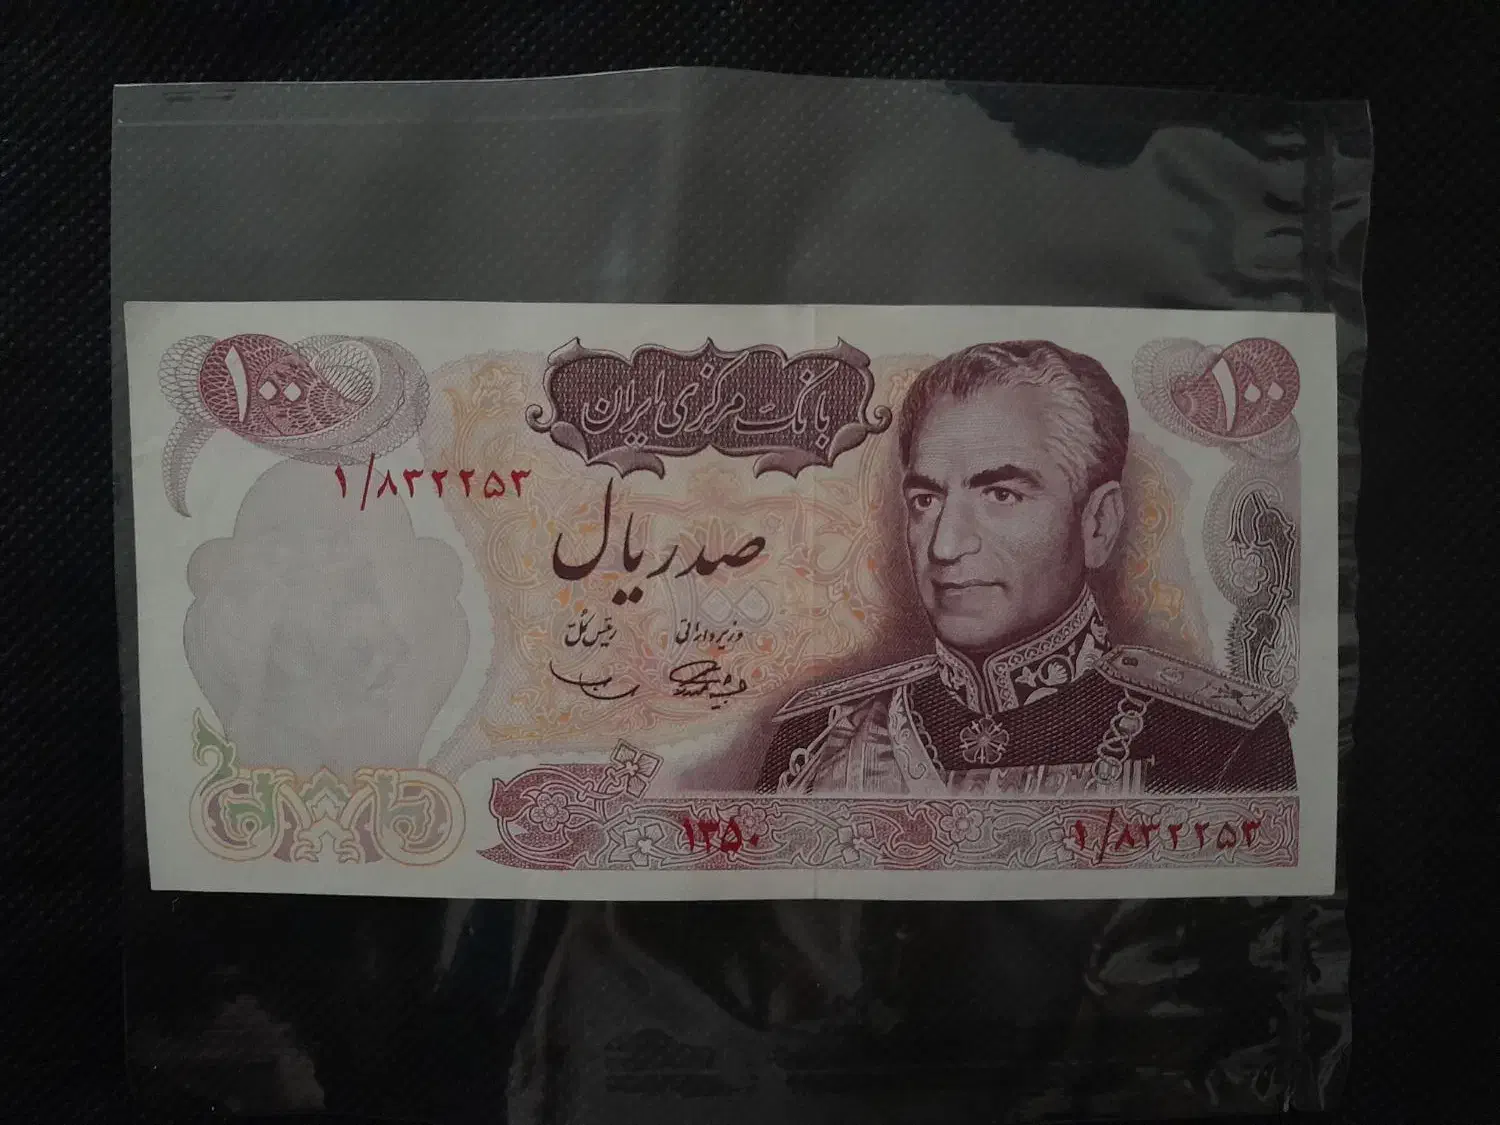 ۱۰۰
بانک مرکزی ایران
۱۰۰
۱/۸۳۲۲۵۳
صد ریال
وزیر دارائی
رئیس کل
۱۳۵۰
۱/۸۳۲۲۵۳